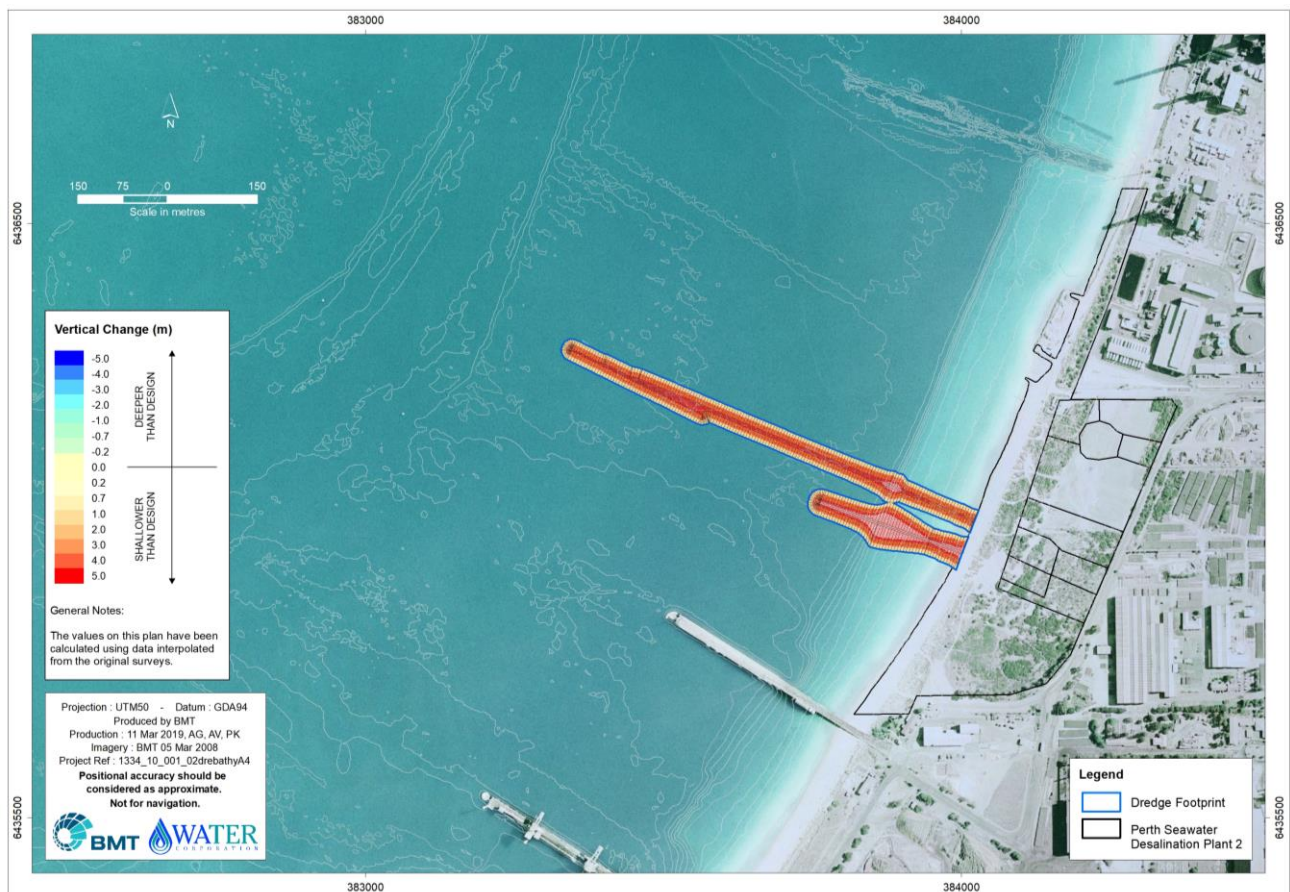 383000
384000
N
150 75 0 150
Scale in metres
6436500
6436500
Vertical Change (m)
-5.0
-4.0
-3.0
-2.0
-1.0
-0.7
-0.2
0.0
0.2
0.7
1.0
2.0
3.0
4.0
5.0
DEEPER
THAN DESIGN
SHALLOWER
THAN DESIGN
General Notes:
The values on this plan have been
calculated using data interpolated
from the original surveys.
Projection : UTM50 - Datum : GDA94
Produced by BMT
Production : 11 Mar 2019, AG, AV, PK
Imagery : BMT 05 Mar 2008
Project Ref : 1334_10_001_02drebathyA4
Positional accuracy should be
considered as approximate.
Not for navigation.
BMT
WATER
CORPORATION
Legend
Dredge Footprint
Perth Seawater
Desalination Plant 2
6435500
6435500
383000
384000